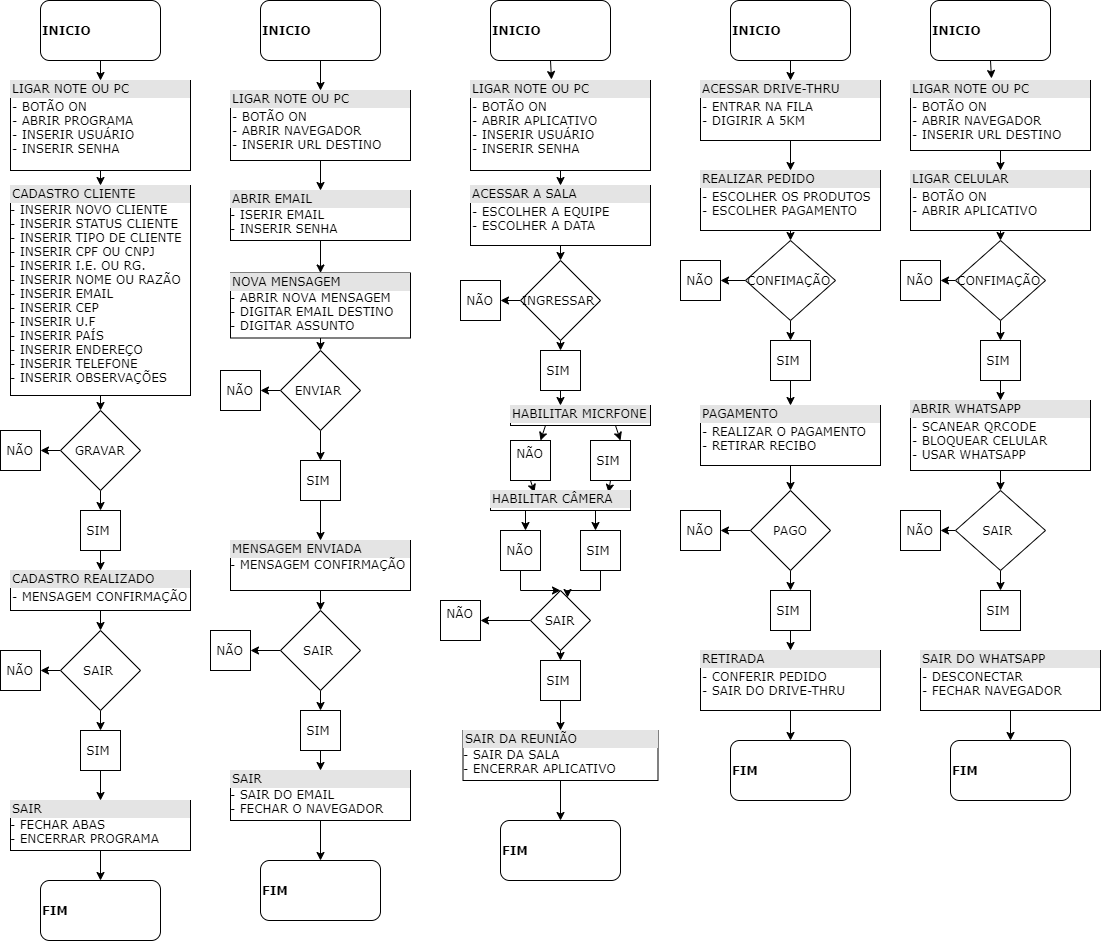 INICIO
LIGAR NOTE OU PC
- BOTÃO ON
- ABRIR PROGRAMA
- INSERIR USUÁRIO
- INSERIR SENHA
CADASTRO CLIENTE
- INSERIR NOVO CLIENTE
- INSERIR STATUS CLIENTE
- INSERIR TIPO DE CLIENTE
- INSERIR CPF OU CNPJ
- INSERIR I.E. OU RG.
- INSERIR NOME OU RAZÃO
- INSERIR EMAIL
- INSERIR CEP
- INSERIR U.F
- INSERIR PAÍS
- INSERIR ENDEREÇO
- INSERIR TELEFONE
- INSERIR OBSERVAÇÕES
NÃO
GRAVAR
SIM
CADASTRO REALIZADO
- MENSAGEM CONFIRMAÇÃO
NÃO
SAIR
SIM
SAIR
- FECHAR ABAS
- ENCERRAR PROGRAMA
FIM
INICIO
LIGAR NOTE OU PC
- BOTÃO ON
- ABRIR NAVEGADOR
- INSERIR URL DESTINO
ABRIR EMAIL
- ISERIR EMAIL
- INSERIR SENHA
NOVA MENSAGEM
- ABRIR NOVA MENSAGEM
- DIGITAR EMAIL DESTINO
- DIGITAR ASSUNTO
NÃO
ENVIAR
SIM
MENSAGEM ENVIADA
- MENSAGEM CONFIRMAÇÃO
NÃO
SAIR
SIM
SAIR
- SAIR DO EMAIL
- FECHAR O NAVEGADOR
FIM
INICIO
LIGAR NOTE OU PC
- BOTÃO ON
- ABRIR APLICATIVO
- INSERIR USUÁRIO
- INSERIR SENHA
ACESSAR A SALA
- ESCOLHER A EQUIPE
- ESCOLHER A DATA
NÃO
INGRESSAR
SIM
HABILITAR MICRFONE
NÃO
SIM
HABILITAR CÂMERA
NÃO
SIM
NÃO
SAIR
SIM
SAIR DA REUNIÃO
- SAIR DA SALA
- ENCERRAR APLICATIVO
FIM
INICIO
ACESSAR DRIVE-THRU
- ENTRAR NA FILA
- DIGIRIR A 5KM
REALIZAR PEDIDO
- ESCOLHER OS PRODUTOS
- ESCOLHER PAGAMENTO
NÃO
CONFIMAÇÃO
SIM
PAGAMENTO
- REALIZAR O PAGAMENTO
- RETIRAR RECIBO
NÃO
PAGO
SIM
RETIRADA
- CONFERIR PEDIDO
- SAIR DO DRIVE-THRU
FIM
INICIO
LIGAR NOTE OU PC
- BOTÃO ON
- ABRIR NAVEGADOR
- INSERIR URL DESTINO
LIGAR CELULAR
- BOTÃO ON
- ABRIR APLICATIVO
NÃO
CONFIMAÇÃO
SIM
ABRIR WHATSAPP
- SCANEAR QRCODE
- BLOQUEAR CELULAR
- USAR WHATSAPP
NÃO
SAIR
SIM
SAIR DO WHATSAPP
- DESCONECTAR
- FECHAR NAVEGADOR
FIM